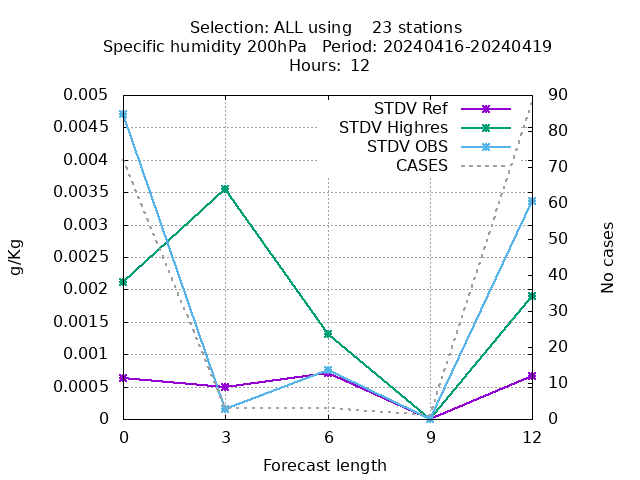 Selection: ALL using    23 stations
Specific humidity 200hPa   Period: 20240416-20240419
Hours: 12
STDV Ref
STDV Highres
STDV OBS
CASES
0.005
0.0045
0.004
0.0035
0.003
0.0025
0.002
0.0015
0.001
0.0005
0
g/Kg
90
80
70
60
50
40
30
20
10
0
No cases
0 3 6 9 12
Forecast length